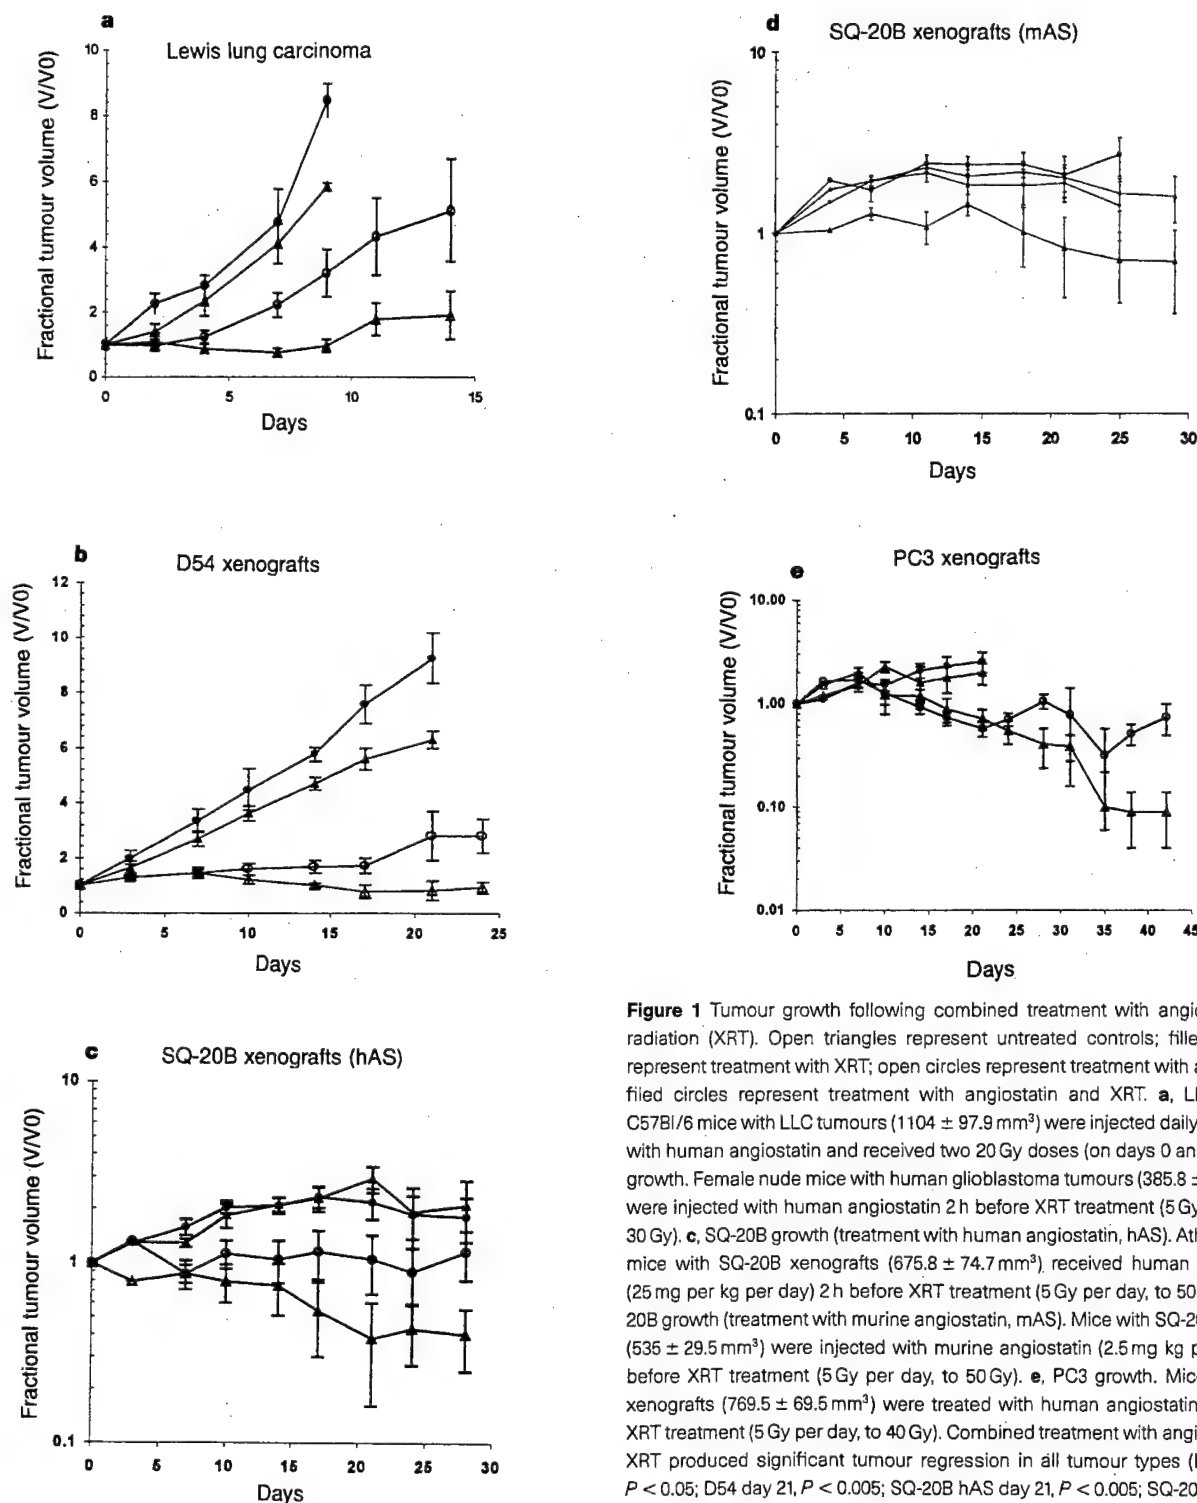 a
Lewis lung carcinoma
Fractional tumour volume (V/V0)
10
8
6
4
2
0
0 5 10 15
Days
b
D54 xenografts
Fractional tumour volume (V/V0)
12
10
8
6
4
2
0
0 5 10 15 20 25
Days
c
SQ-20B xenografts (hAS)
Fractional tumour volume (V/V0)
10
1
0.1
0 5 10 15 20 25 30
Days
d
SQ-20B xenografts (mAS)
Fractional tumour volume (V/V0)
10
1
0.1
0 5 10 15 20 25 30
Days
e
PC3 xenografts
Fractional tumour volume (V/V0)
10.00
1.00
0.10
0.01
0 5 10 15 20 25 30 35 40 45
Days
Figure 1 Tumour growth following combined treatment with angio
radiation (XRT). Open triangles represent untreated controls; fille
represent treatment with XRT; open circles represent treatment with a
filed circles represent treatment with angiostatin and XRT. a, LL
C57Bl/6 mice with LLC tumours (1104 ± 97.9 mm³) were injected daily
with human angiostatin and received two 20 Gy doses (on days 0 an
growth. Female nude mice with human glioblastoma tumours (385.8 ±
were injected with human angiostatin 2 h before XRT treatment (5 Gy
30 Gy). c, SQ-20B growth (treatment with human angiostatin, hAS). Ath
mice with SQ-20B xenografts (675.8 ± 74.7 mm³) received human
(25 mg per kg per day) 2 h before XRT treatment (5 Gy per day, to 50
20B growth (treatment with murine angiostatin, mAS). Mice with SQ-20
(535 ± 29.5 mm³) were injected with murine angiostatin (2.5 mg kg p
before XRT treatment (5 Gy per day, to 50 Gy). e, PC3 growth. Mice
xenografts (769.5 ± 69.5 mm³) were treated with human angiostatin
XRT treatment (5 Gy per day, to 40 Gy). Combined treatment with angi
XRT produced significant tumour regression in all tumour types (l
P < 0.05; D54 day 21, P < 0.005; SQ-20B hAS day 21, P < 0.005; SQ-20